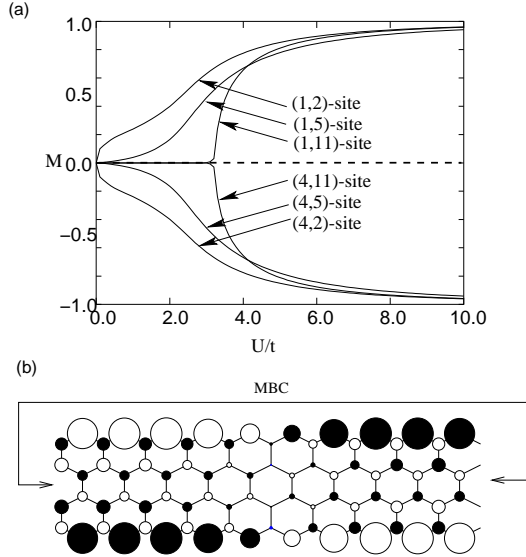 (a)
1.0
0.5
M 0.0
−0.5
−1.0
(1,2)-site
(1,5)-site
(1,11)-site
(4,11)-site
(4,5)-site
(4,2)-site
0.0 2.0 4.0 6.0 8.0 10.0
U/t
(b)
MBC